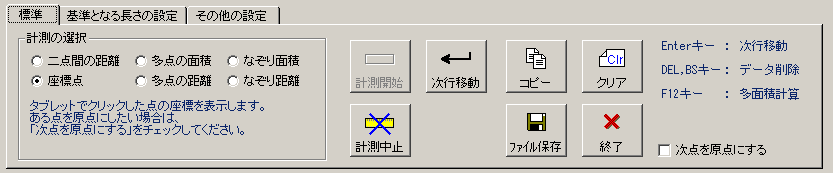 標準 基準となる長さの設定 その他の設定
計測の選択
二点間の距離 多点の面積 なぞり面積
座標点 多点の距離 なぞり距離
タブレットでクリックした点の座標を表示します。
ある点を原点にしたい場合は、
「次点を原点にする」をチェックしてください。
計測開始 次行移動 コピー Clr クリア
計測中止 ファイル保存 終了
Enterキー : 次行移動
DEL,BSキー : データ削除
F12キー : 多面積計算
次点を原点にする